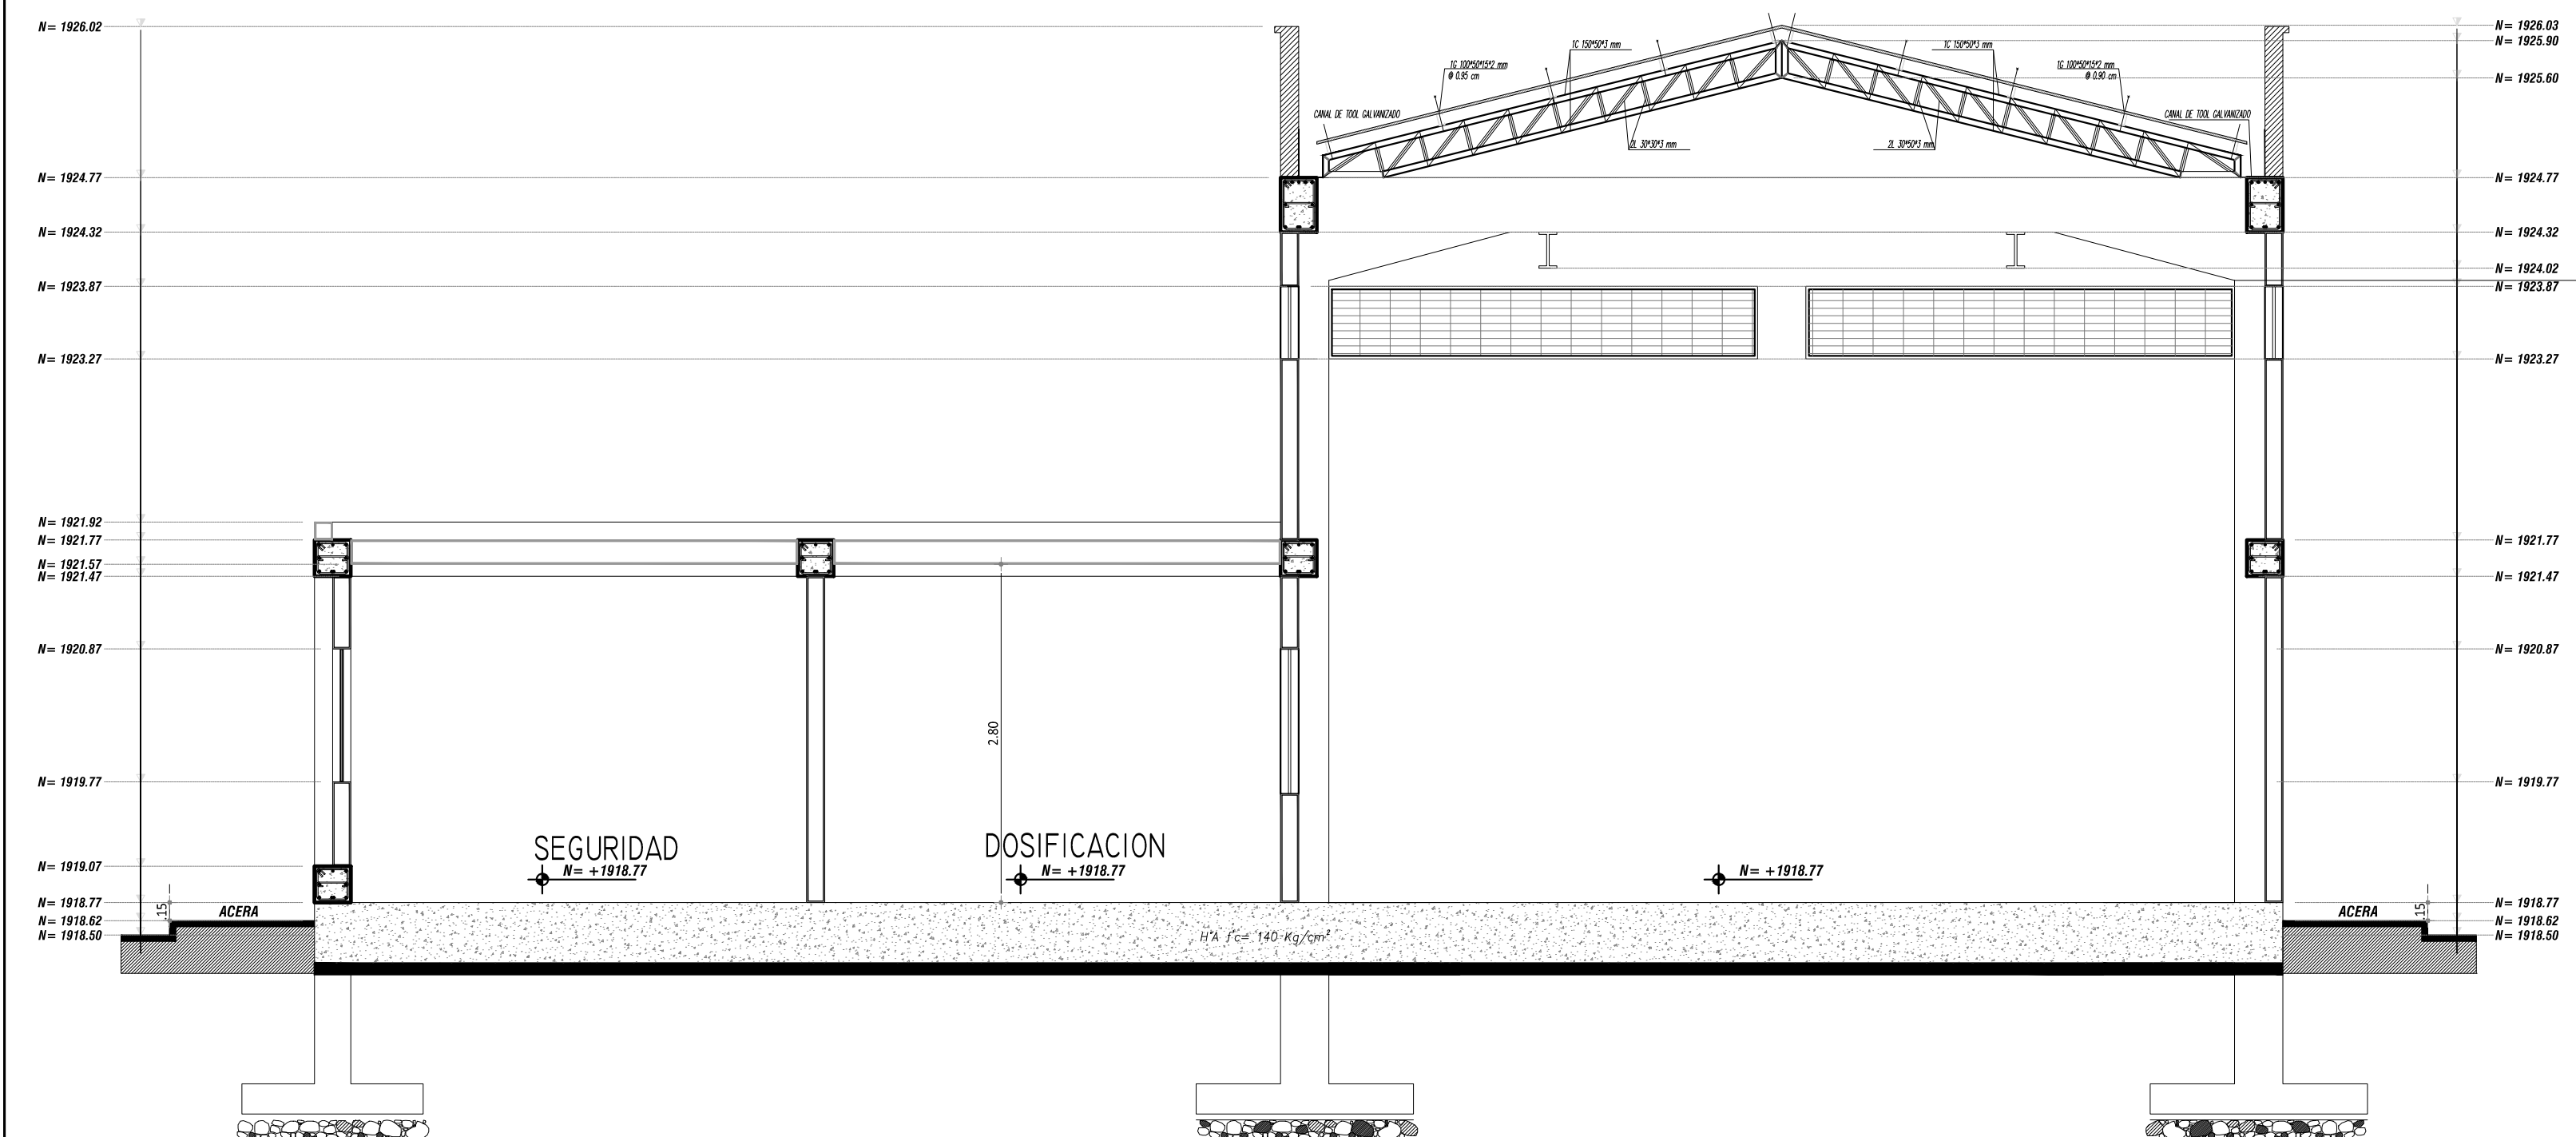 N= 1926.02
N= 1924.77
N= 1924.32
N= 1923.87
N= 1923.27
N= 1921.92
N= 1921.77
N= 1921.57
N= 1921.47
N= 1920.87
N= 1919.77
N= 1919.07
N= 1918.77
N= 1918.62
N= 1918.50
.15
ACERA
SEGURIDAD
N= +1918.77
DOSIFICACION
N= +1918.77
2.80
N= +1918.77
H'A f'c= 140 Kg/cm²
CANAL DE TOOL GALVANIZADO
1G 100*50*15*2 mm
@ 0.95 cm
1C 150*50*3 mm
2L 30*30*3 mm
1C 150*50*3 mm
2L 30*50*3 mm
1G 100*50*15*2 mm
@ 0.90 cm
CANAL DE TOOL GALVANIZADO
ACERA
.15
N= 1926.03
N= 1925.90
N= 1925.60
N= 1924.77
N= 1924.32
N= 1924.02
N= 1923.87
N= 1923.27
N= 1921.77
N= 1921.47
N= 1920.87
N= 1919.77
N= 1918.77
N= 1918.62
N= 1918.50